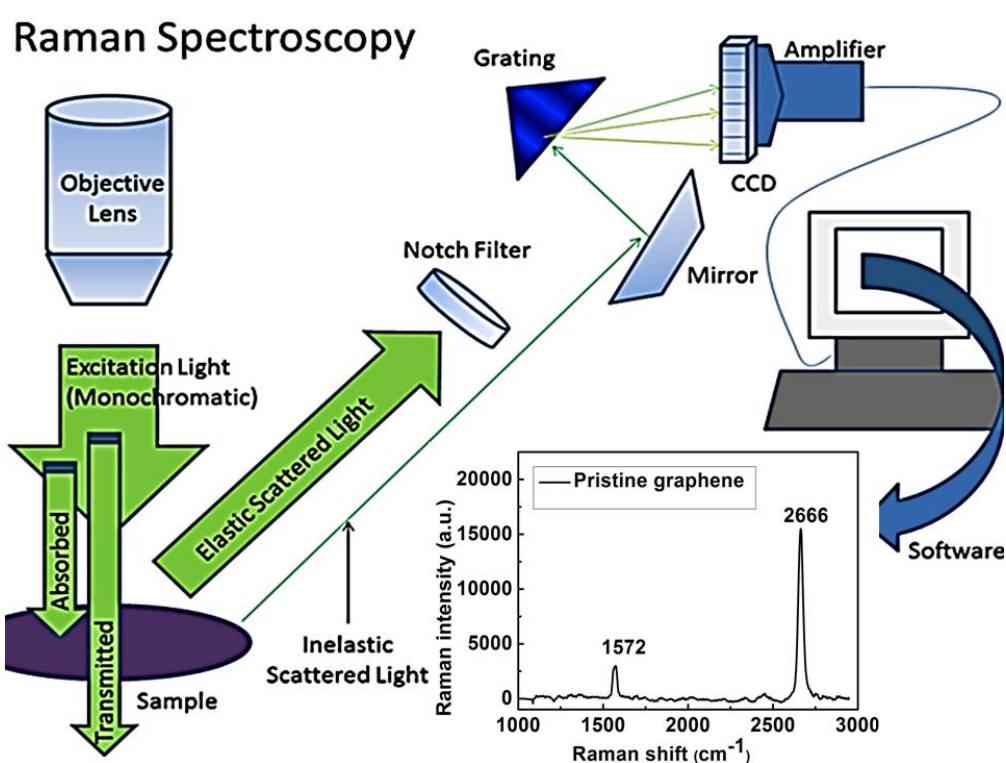 Raman Spectroscopy
Grating
Amplifier
Objective
Lens
CCD
Notch Filter
Mirror
Excitation Light
(Monochromatic)
Elastic Scattered Light
Absorbed
Transmitted
Sample
Inelastic
Scattered Light
Software
Pristine graphene
20000
15000
10000
5000
0
Raman intensity (a.u.)
2666
1572
1000
1500
2000
2500
3000
Raman shift (cm⁻¹)